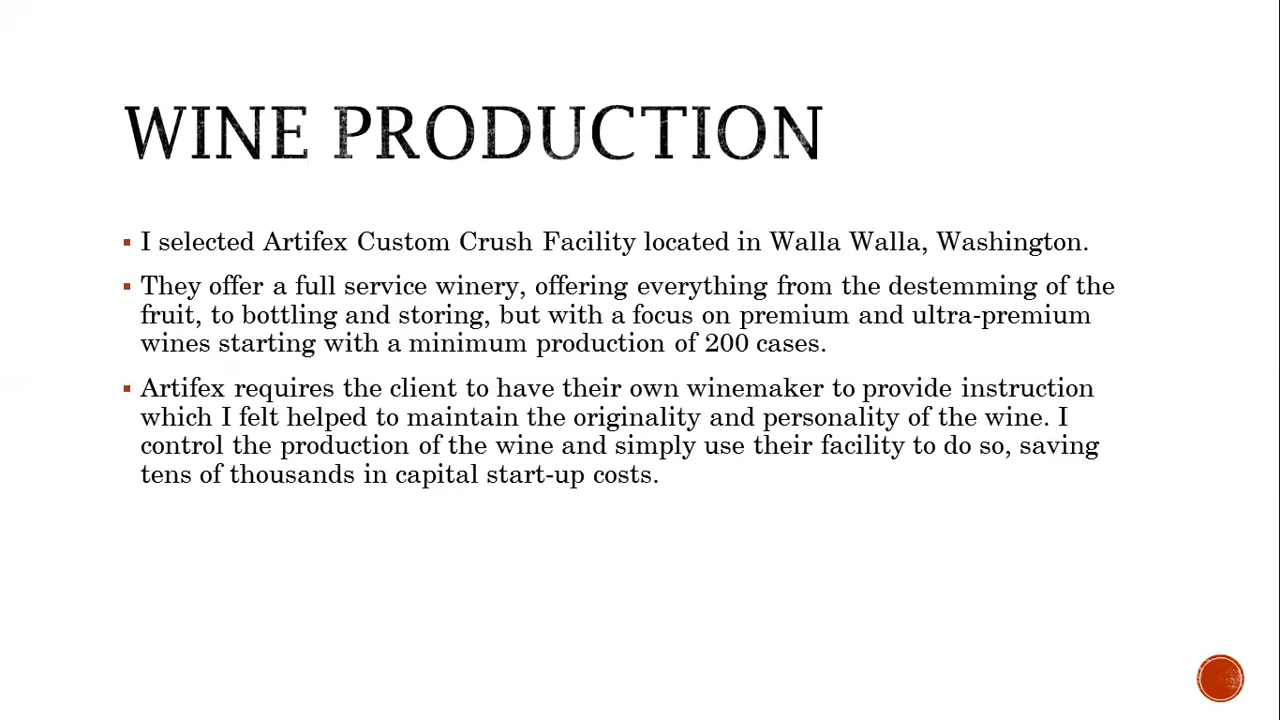 WINE PRODUCTION
▪ I selected Artifex Custom Crush Facility located in Walla Walla, Washington.
▪ They offer a full service winery, offering everything from the destemming of the
fruit, to bottling and storing, but with a focus on premium and ultra-premium
wines starting with a minimum production of 200 cases.
▪ Artifex requires the client to have their own winemaker to provide instruction
which I felt helped to maintain the originality and personality of the wine. I
control the production of the wine and simply use their facility to do so, saving
tens of thousands in capital start-up costs.